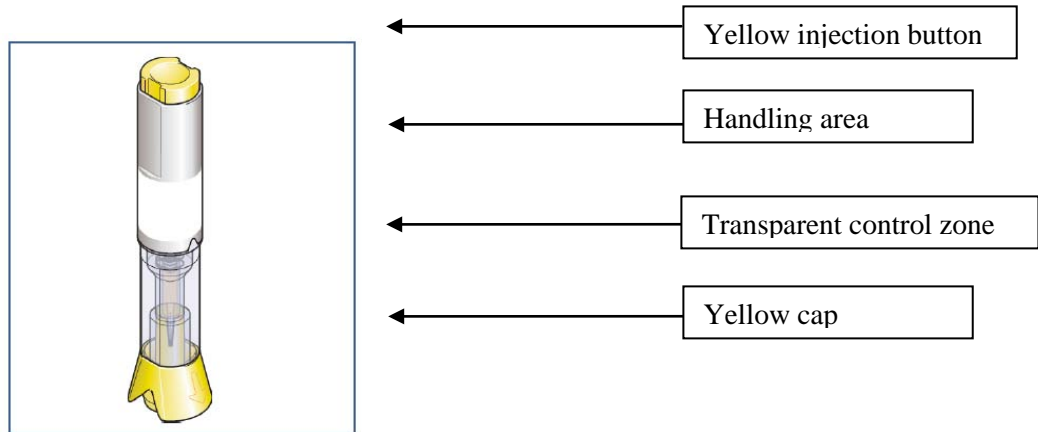 Yellow injection button
Handling area
Transparent control zone
Yellow cap